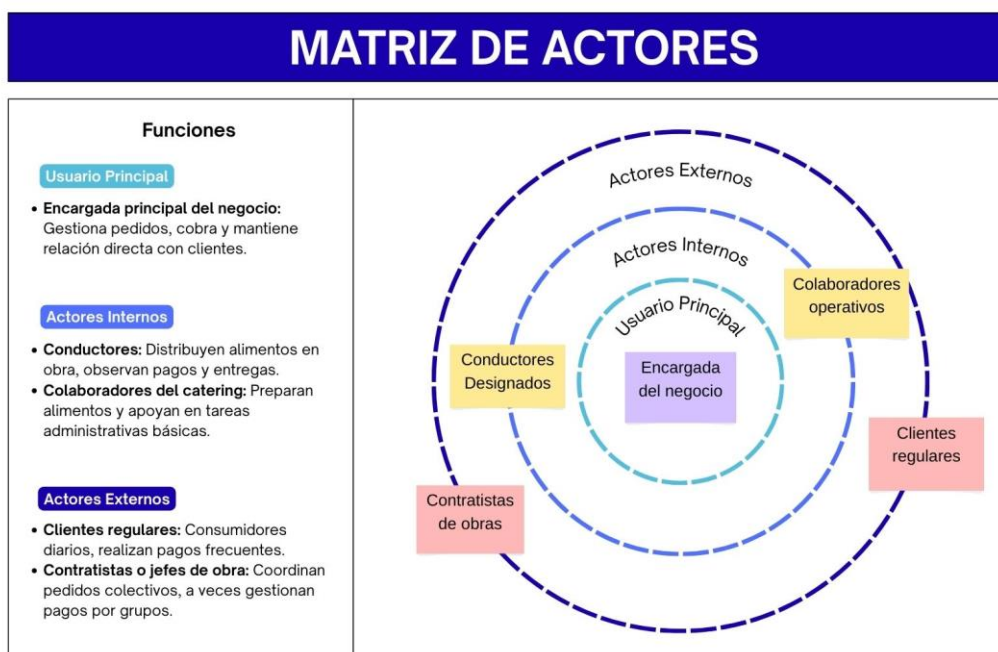 MATRIZ DE ACTORES
Funciones
Usuario Principal
• Encargada principal del negocio:
Gestiona pedidos, cobra y mantiene
relación directa con clientes.
Actores Internos
• Conductores: Distribuyen alimentos en
obra, observan pagos y entregas.
• Colaboradores del catering: Preparan
alimentos y apoyan en tareas
administrativas básicas.
Actores Externos
• Clientes regulares: Consumidores
diarios, realizan pagos frecuentes.
• Contratistas o jefes de obra: Coordinan
pedidos colectivos, a veces gestionan
pagos por grupos.
Actores Externos
Actores Internos
Usuario Principal
Colaboradores
operativos
Conductores
Designados
Encargada
del negocio
Clientes
regulares
Contratistas
de obras